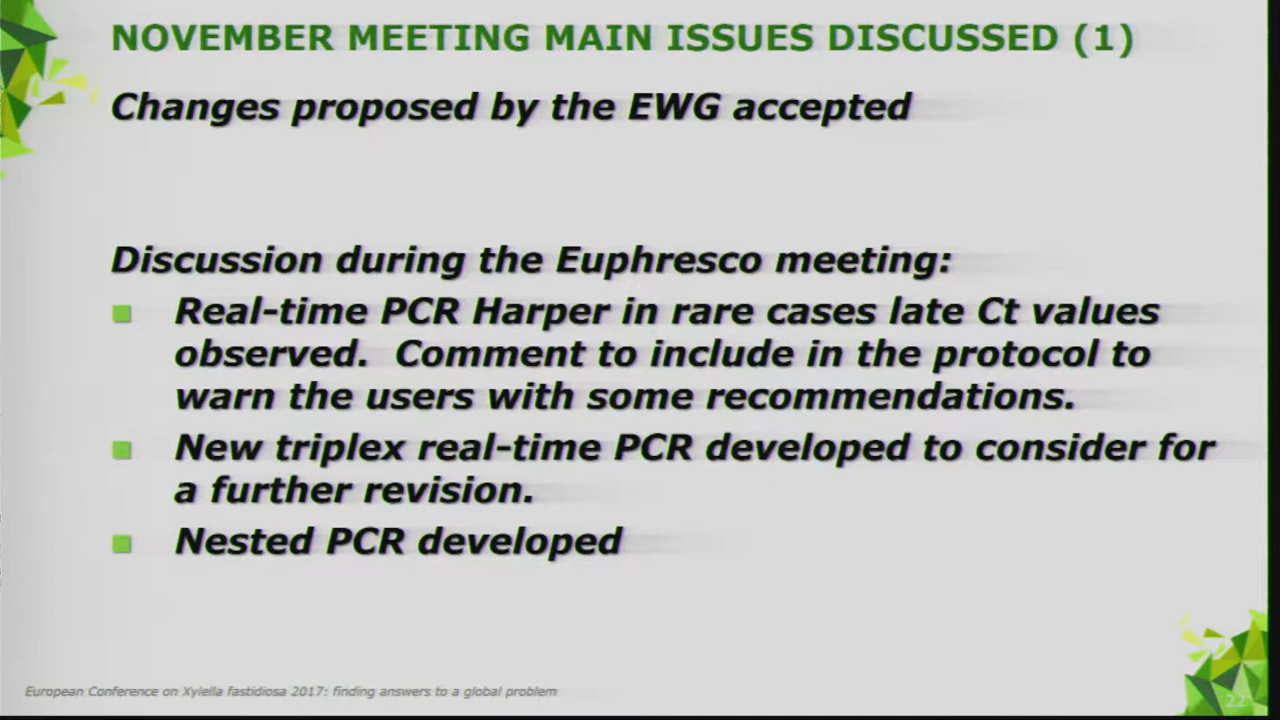 NOVEMBER MEETING MAIN ISSUES DISCUSSED (1)
Changes proposed by the EWG accepted
Discussion during the Euphresco meeting:
Real-time PCR Harper in rare cases late Ct values
observed.  Comment to include in the protocol to
warn the users with some recommendations.
New triplex real-time PCR developed to consider for
a further revision.
Nested PCR developed
European Conference on Xylella fastidiosa 2017: finding answers to a global problem
22